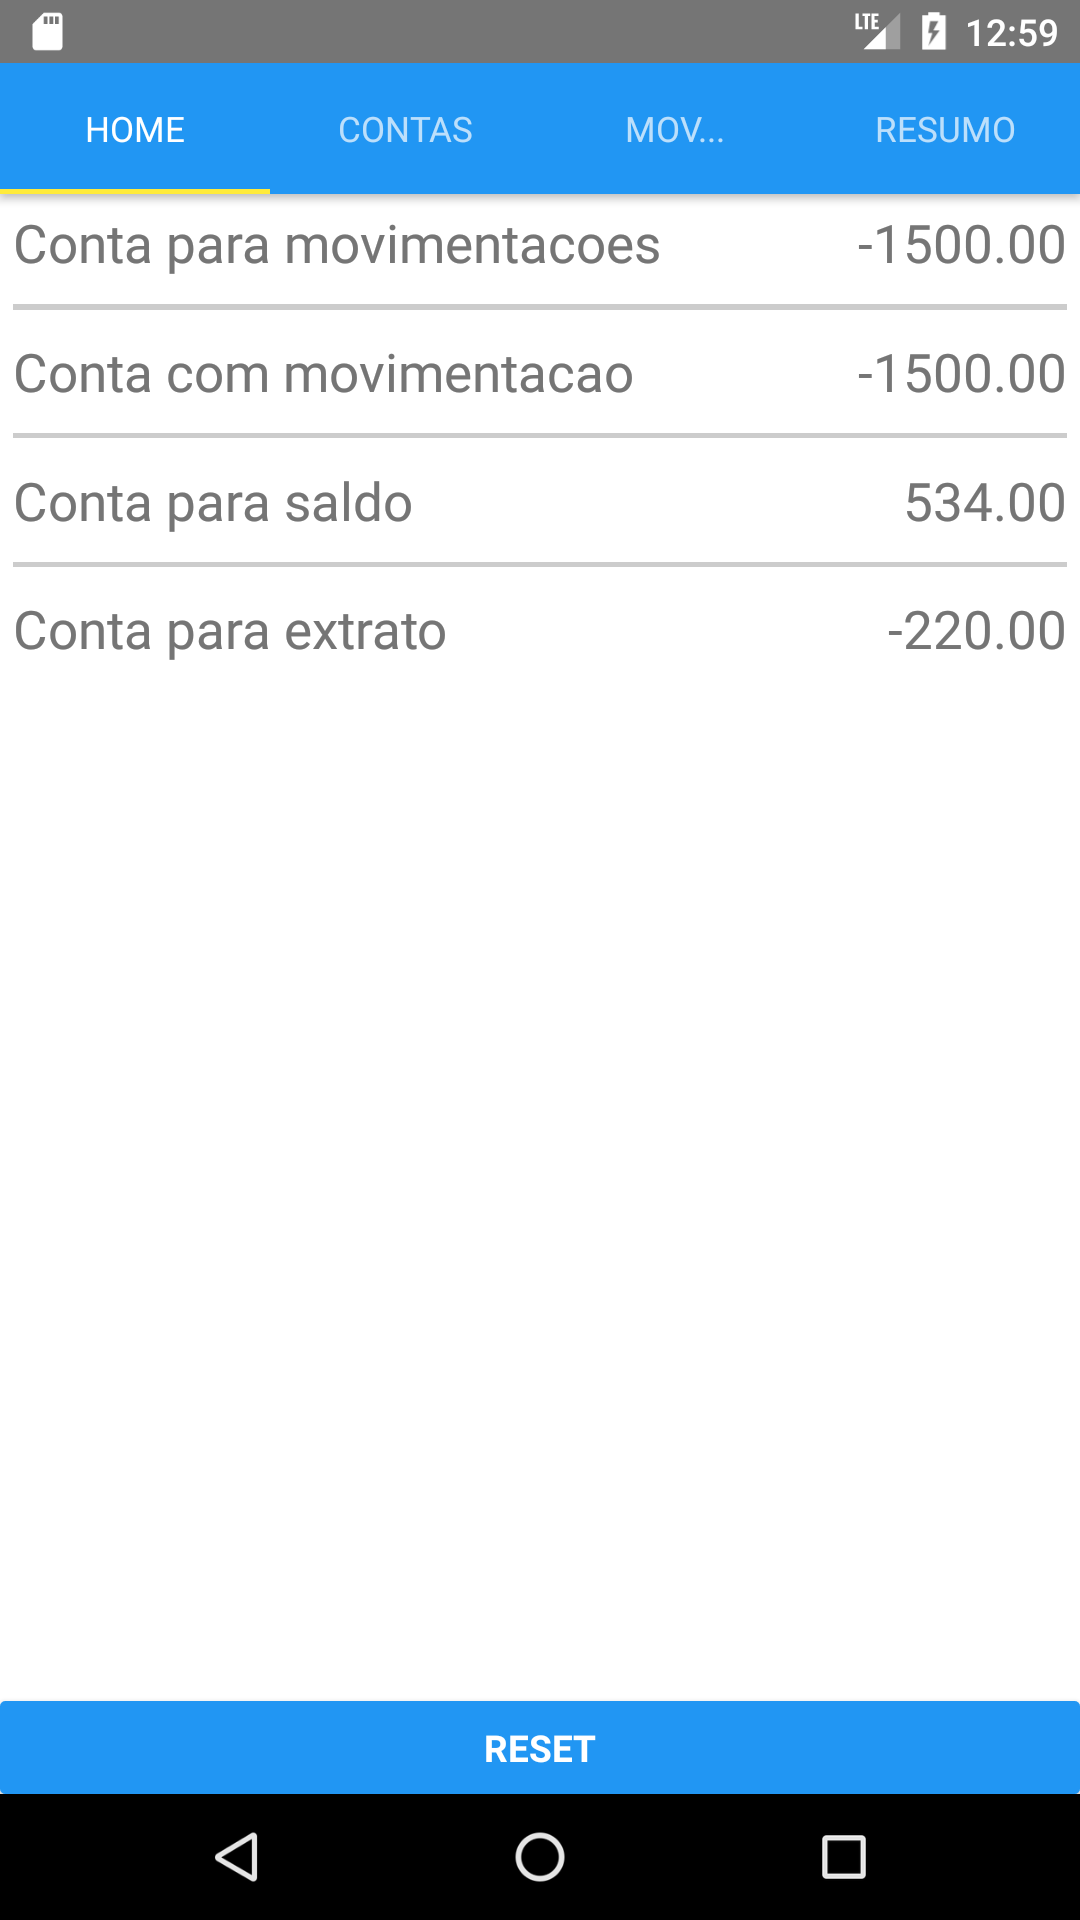 LTE 12:59
HOME CONTAS MOV... RESUMO
Conta para movimentacoes -1500.00
Conta com movimentacao -1500.00
Conta para saldo 534.00
Conta para extrato -220.00
RESET